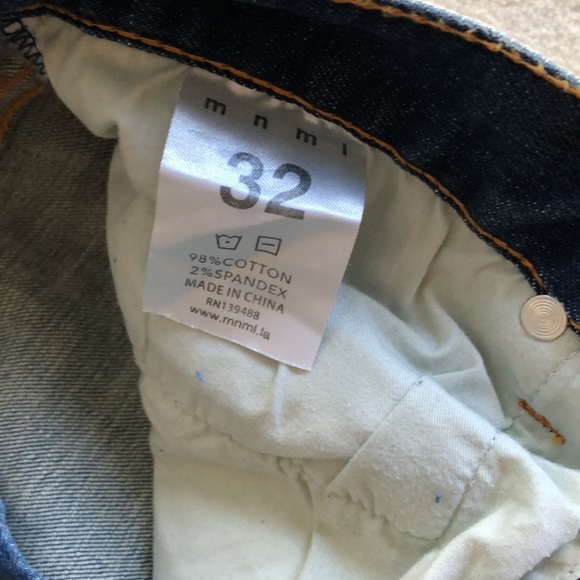 mnml
32
98%COTTON
2%SPANDEX
MADE IN CHINA
RN139488
www.mnml.la